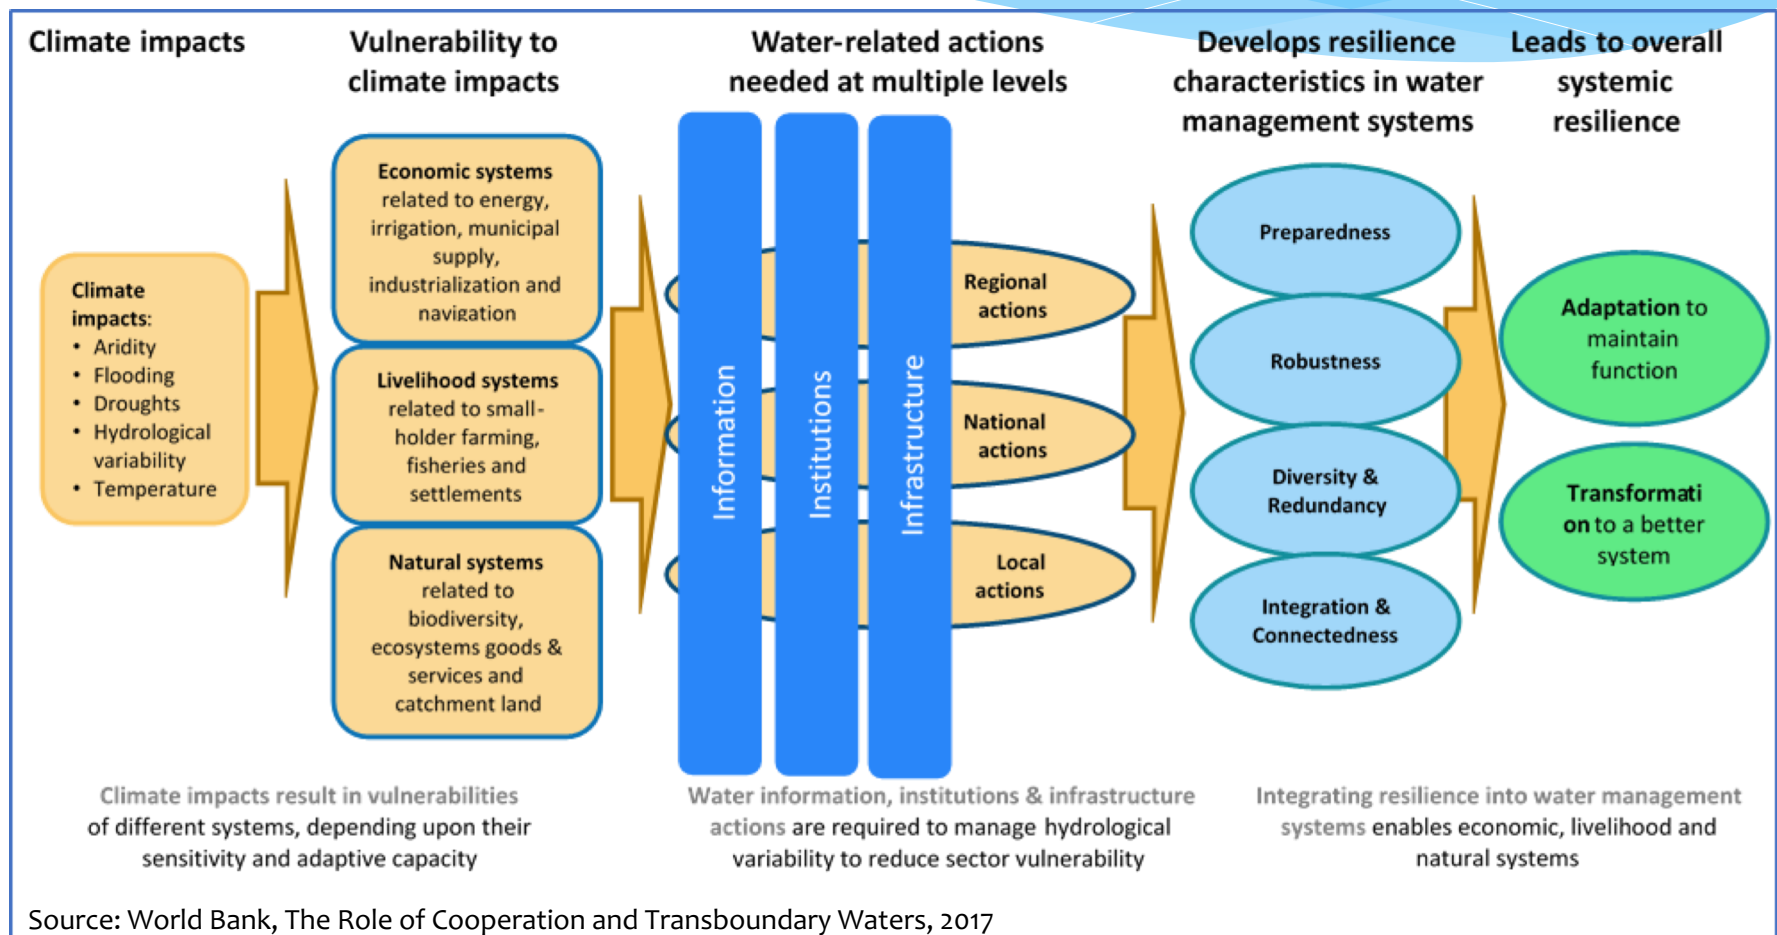 Climate impacts
Vulnerability to
climate impacts
Water-related actions
needed at multiple levels
Develops resilience
characteristics in water
management systems
Leads to overall
systemic
resilience
Climate
impacts:
• Aridity
• Flooding
• Droughts
• Hydrological
variability
• Temperature
Economic systems
related to energy,
irrigation, municipal
supply,
industrialization and
navigation
Livelihood systems
related to small-
holder farming,
fisheries and
settlements
Natural systems
related to
biodiversity,
ecosystems goods &
services and
catchment land
Information
Institutions
Infrastructure
Regional
actions
National
actions
Local
actions
Preparedness
Robustness
Diversity &
Redundancy
Integration &
Connectedness
Adaptation to
maintain
function
Transformati
on to a better
system
Climate impacts result in vulnerabilities
of different systems, depending upon their
sensitivity and adaptive capacity
Water information, institutions & infrastructure
actions are required to manage hydrological
variability to reduce sector vulnerability
Integrating resilience into water management
systems enables economic, livelihood and
natural systems
Source: World Bank, The Role of Cooperation and Transboundary Waters, 2017